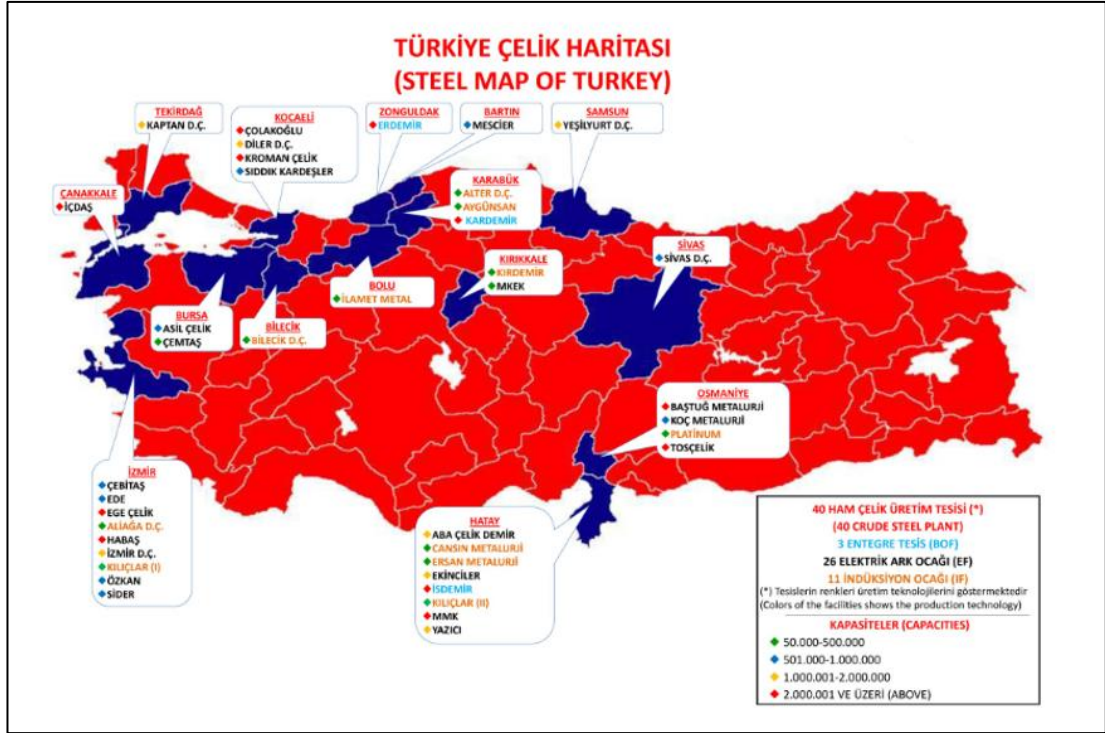 TÜRKİYE ÇELİK HARİTASI
(STEEL MAP OF TURKEY)
TEKİRDAĞ
KAPTAN D.Ç.
KOCAELİ
ÇOLAKOĞLU
DİLER D.Ç.
KROMAN ÇELİK
SIDDIK KARDEŞLER
ZONGULDAK
ERDEMİR
BARTIN
MESCİER
SAMSUN
YEŞİLYURT D.Ç.
ÇANAKKALE
İÇDAŞ
KARABÜK
ALTER D.Ç.
AYGÜNSAN
KARDEMİR
SİVAS
SİVAS D.Ç.
KIRIKKALE
KIRDEMİR
MKEK
BOLU
İLAMET METAL
BURSA
ASİL ÇELİK
ÇEMTAŞ
BİLECİK
BİLECİK D.Ç.
OSMANİYE
BAŞTUĞ METALURJİ
KOÇ METALURJİ
PLATINUM
TOSÇELİK
İZMİR
ÇEBİTAŞ
EDE
EGE ÇELİK
ALİAĞA D.Ç.
HABAŞ
İZMİR D.Ç.
KILIÇLAR (I)
ÖZKAN
SİDER
HATAY
ABA ÇELİK DEMİR
CANSIN METALURJİ
ERSAN METALURJİ
EKİNCİLER
İSDEMİR
KILIÇLAR (II)
MMK
YAZICI
40 HAM ÇELİK ÜRETİM TESİSİ (*)
(40 CRUDE STEEL PLANT)
3 ENTEGRE TESİS (BOF)
26 ELEKTRİK ARK OCAĞI (EF)
11 İNDÜKSİYON OCAĞI (IF)
(*) Tesislerin renkleri üretim teknolojilerini göstermektedir
(Colors of the facilities shows the production technology)
KAPASİTELER (CAPACITIES)
50.000-500.000
501.000-1.000.000
1.000.001-2.000.000
2.000.001 VE ÜZERİ (ABOVE)